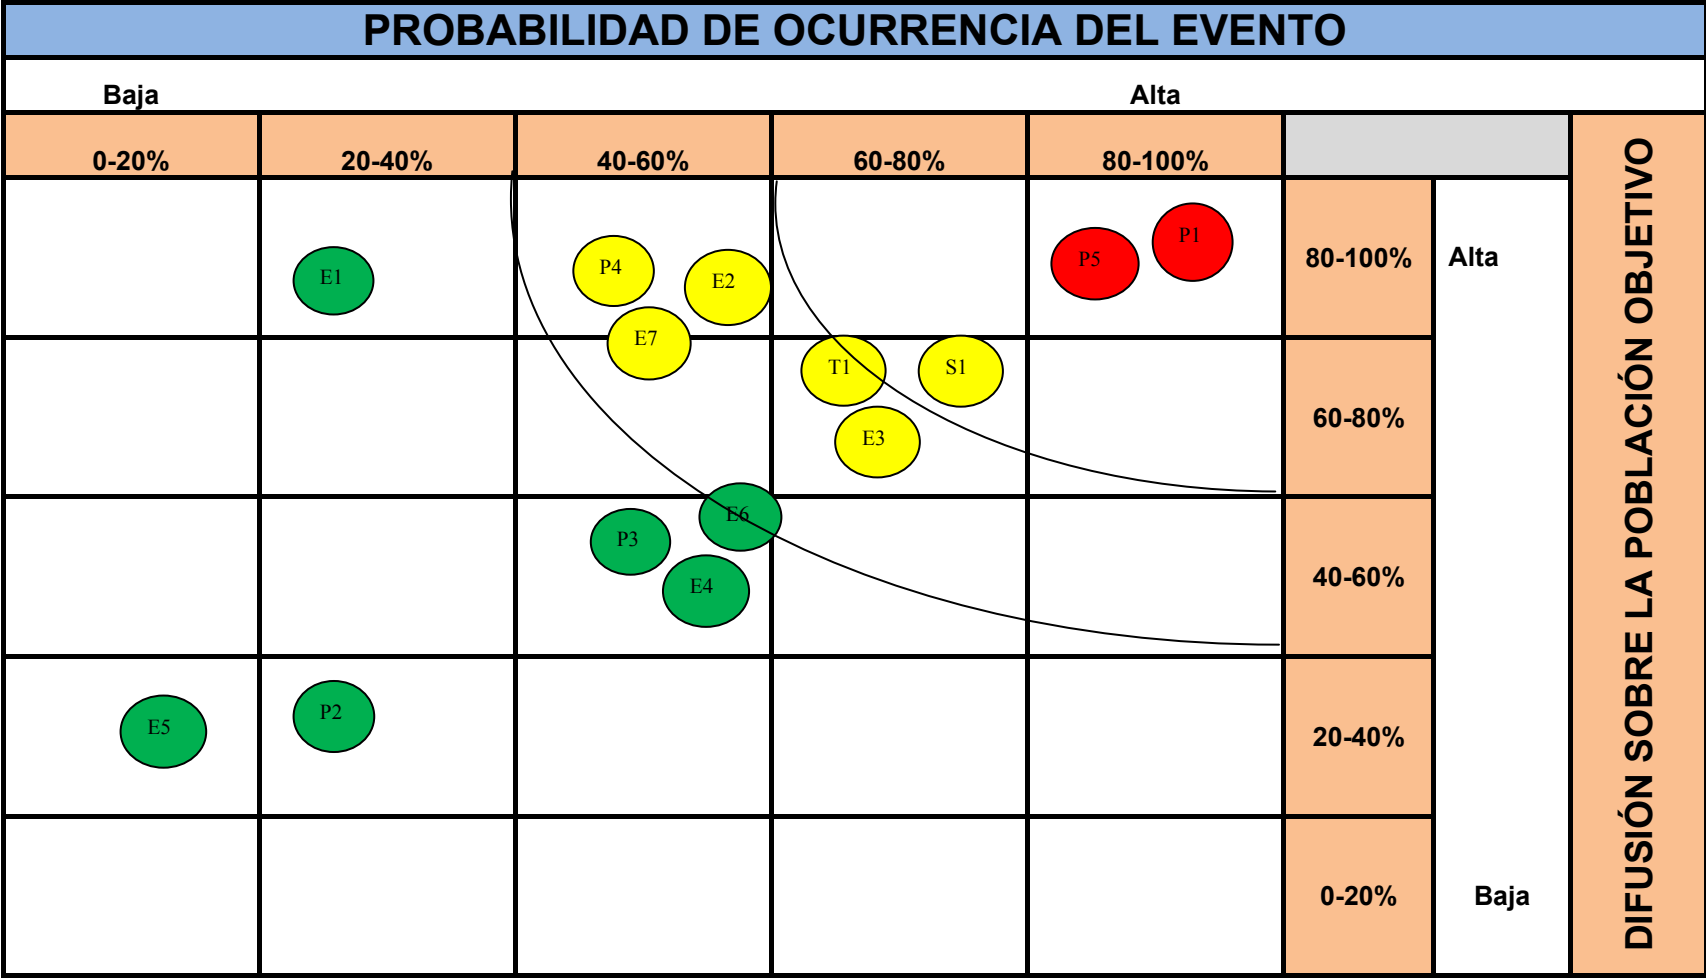 PROBABILIDAD DE OCURRENCIA DEL EVENTO
Baja Alta
0-20% 20-40% 40-60% 60-80% 80-100%
E1 P4 E2 P5 P1 80-100% Alta
E7
T1 S1
E3 60-80%
E6
P3
E4 40-60%
E5 P2 20-40%
0-20% Baja
DIFUSIÓN SOBRE LA POBLACIÓN OBJETIVO